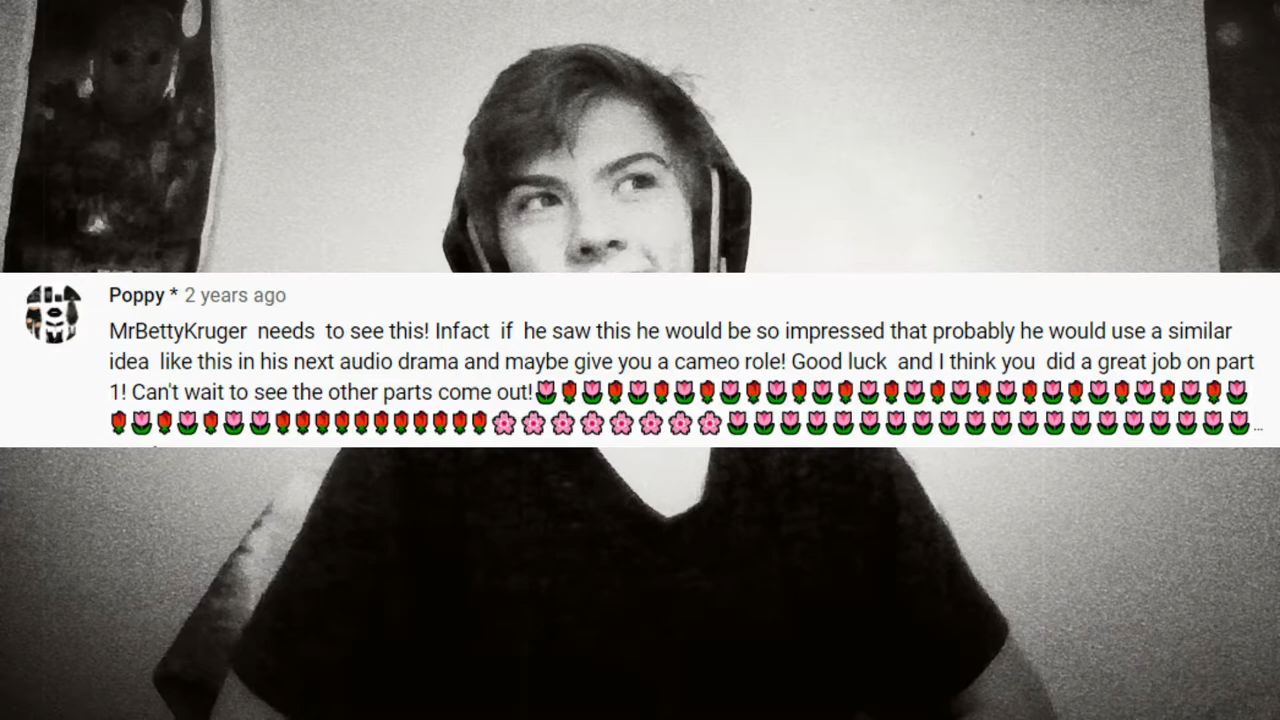 Poppy * 2 years ago
MrBettyKruger needs to see this! Infact if he saw this he would be so impressed that probably he would use a similar
idea like this in his next audio drama and maybe give you a cameo role! Good luck and I think you did a great job on part
1! Can't wait to see the other parts come out!🌷🌹🌷🌹🌷🌹🌷🌹🌷🌹🌷🌹🌷🌹🌷🌹🌷🌹🌷🌹🌷🌹🌷🌹🌷🌹🌷🌹🌷🌹🌷
🌹🌷🌹🌷🌹🌷🌷🌹🌹🌹🌹🌹🌹🌹🌹🌹🌹🌸🌸🌸🌸🌸🌸🌸🌸🌷🌷🌷🌷🌷🌷🌷🌷🌷🌷🌷🌷🌷🌷🌷🌷🌷🌷🌷🌷...